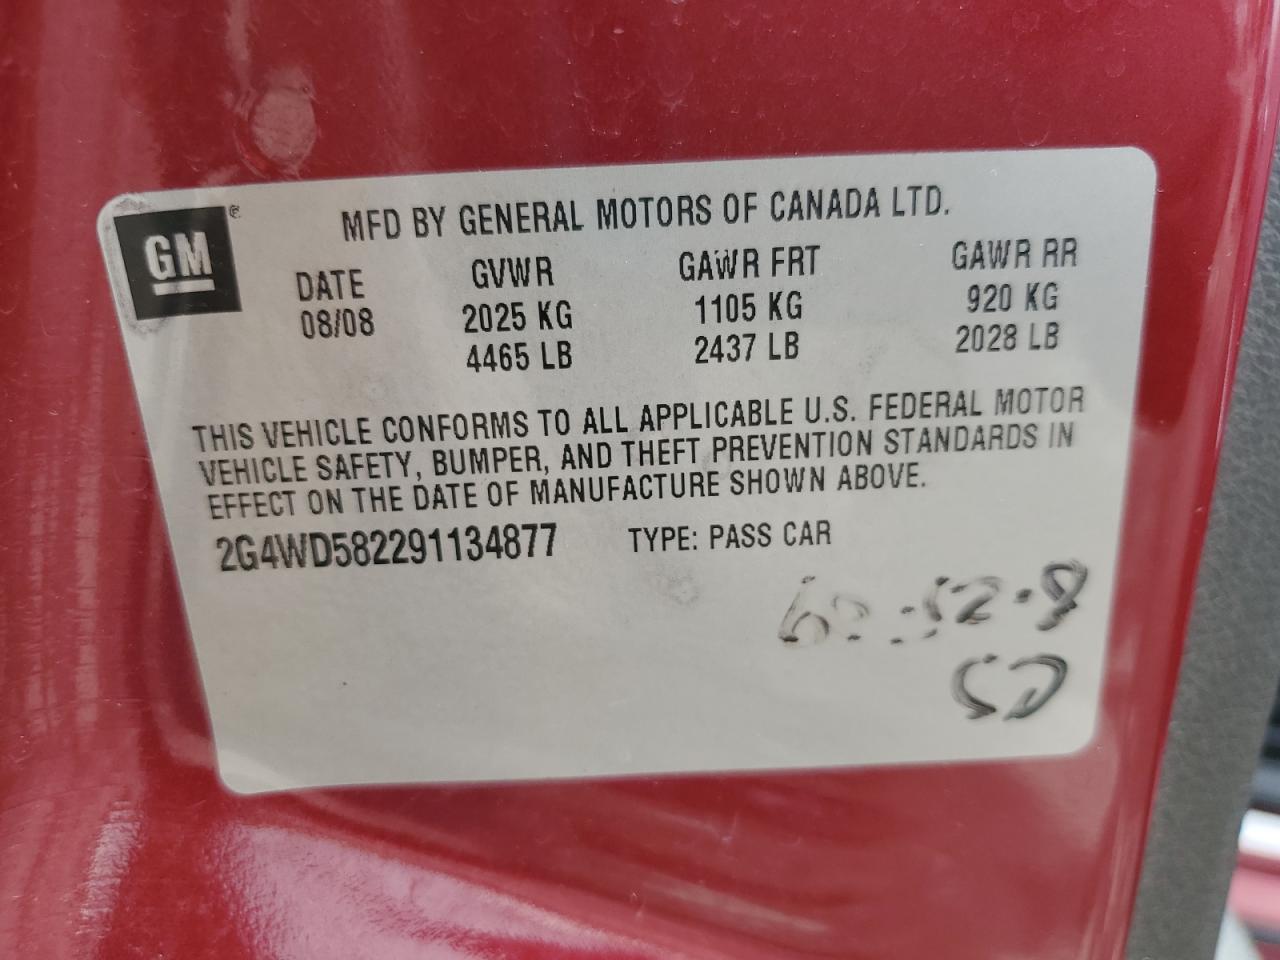 GM ®
MFD BY GENERAL MOTORS OF CANADA LTD.
DATE GVWR GAWR FRT GAWR RR
08/08 2025 KG 1105 KG 920 KG
4465 LB 2437 LB 2028 LB
THIS VEHICLE CONFORMS TO ALL APPLICABLE U.S. FEDERAL MOTOR
VEHICLE SAFETY, BUMPER, AND THEFT PREVENTION STANDARDS IN
EFFECT ON THE DATE OF MANUFACTURE SHOWN ABOVE.
2G4WD582291134877 TYPE: PASS CAR